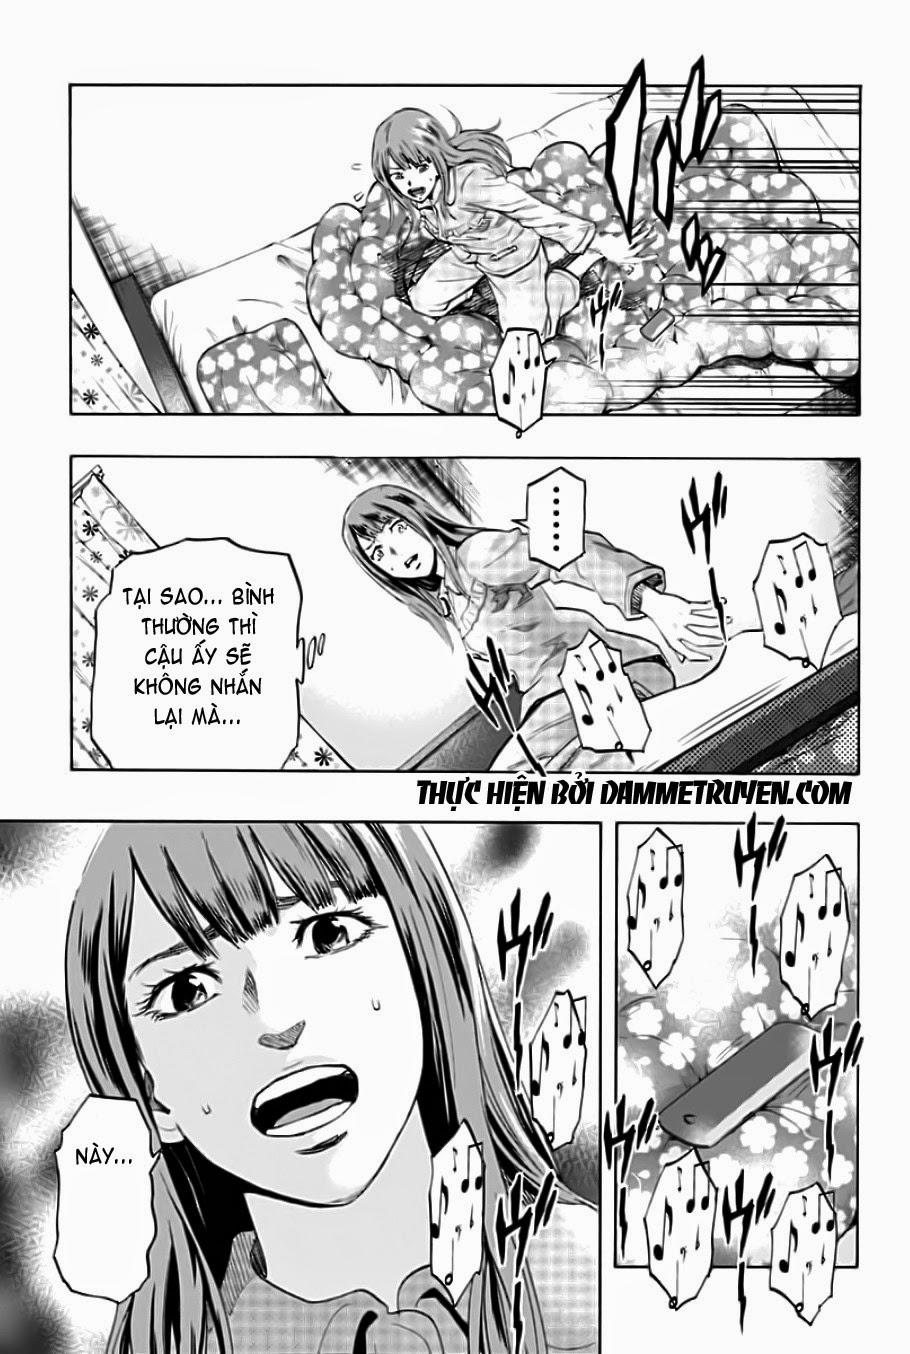 ......
TẠI SAO... BÌNH
THƯỜNG THÌ
CẬU ẤY SẼ
KHÔNG NHẮN
LẠI MÀ...
THỰC HIỆN BỞI DAMMETRUYEN.COM
NÀY...